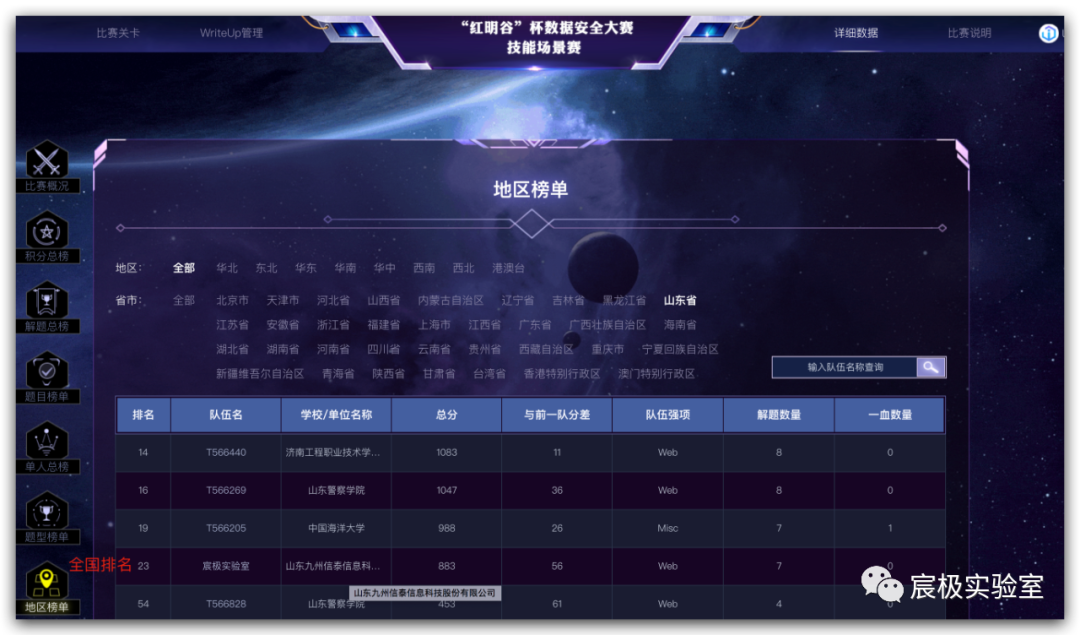 比赛关卡 WriteUp管理 “红明谷”杯数据安全大赛 详细数据 比赛说明
技能场景赛
地区榜单
比赛概况
积分总榜
解题总榜
题目榜单
单人总榜
题型榜单
地区榜单
地区: 全部 华北 东北 华东 华南 华中 西南 西北 港澳台
省市: 全部 北京市 天津市 河北省 山西省 内蒙古自治区 辽宁省 吉林省 黑龙江省 山东省
江苏省 安徽省 浙江省 福建省 上海市 江西省 广东省 广西壮族自治区 海南省
湖北省 湖南省 河南省 四川省 云南省 贵州省 西藏自治区 重庆市 宁夏回族自治区
新疆维吾尔自治区 青海省 陕西省 甘肃省 台湾省 香港特别行政区 澳门特别行政区
输入队伍名称查询
排名 队伍名 学校/单位名称 总分 与前一队分差 队伍强项 解题数量 一血数量
14 T566440 济南工程职业技术学... 1083 11 Web 8 0
16 T566269 山东警察学院 1047 36 Web 8 0
19 T566205 中国海洋大学 988 26 Misc 7 1
全国排名 23 宸极实验室 山东九州信泰信息科... 883 56 Web 7
山东九州信泰信息科技股份有限公司
54 T566828 山东警察学院 453 61 Web 4 0
宸极实验室